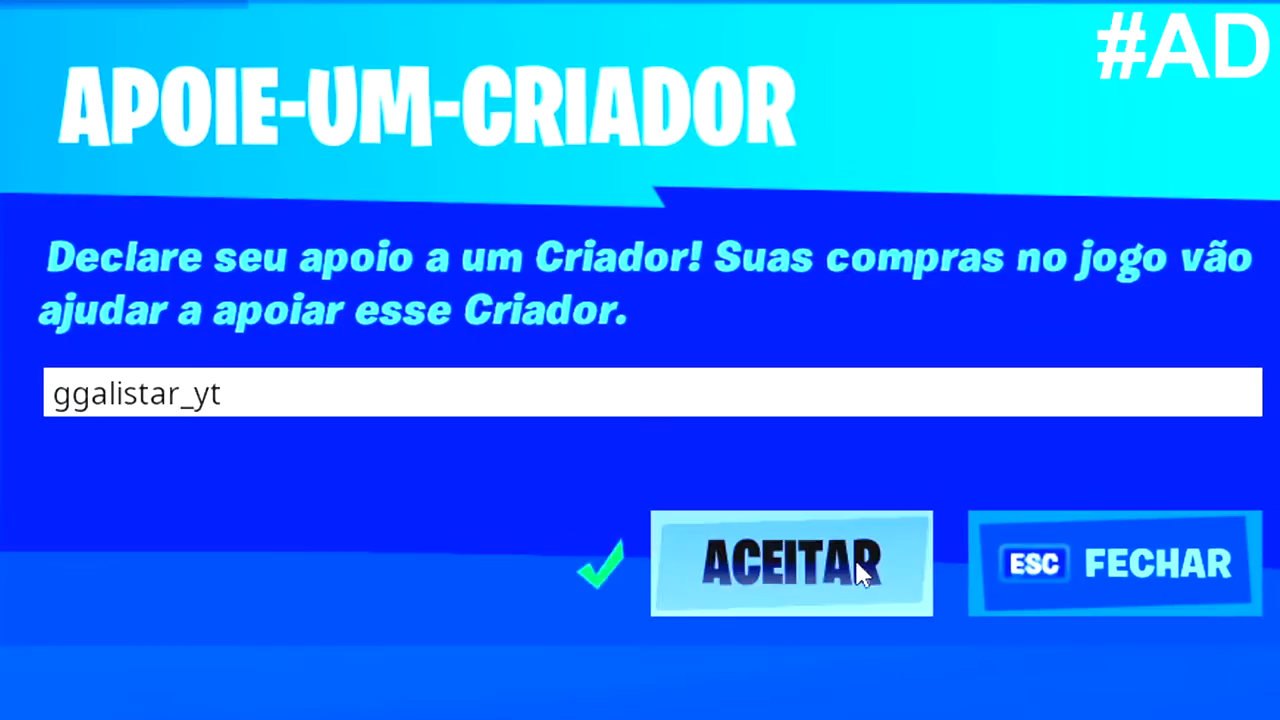 #AD
APOIE-UM-CRIADOR
Declare seu apoio a um Criador! Suas compras no jogo vão
ajudar a apoiar esse Criador.
ggalistar_yt
ACEITAR
ESC FECHAR